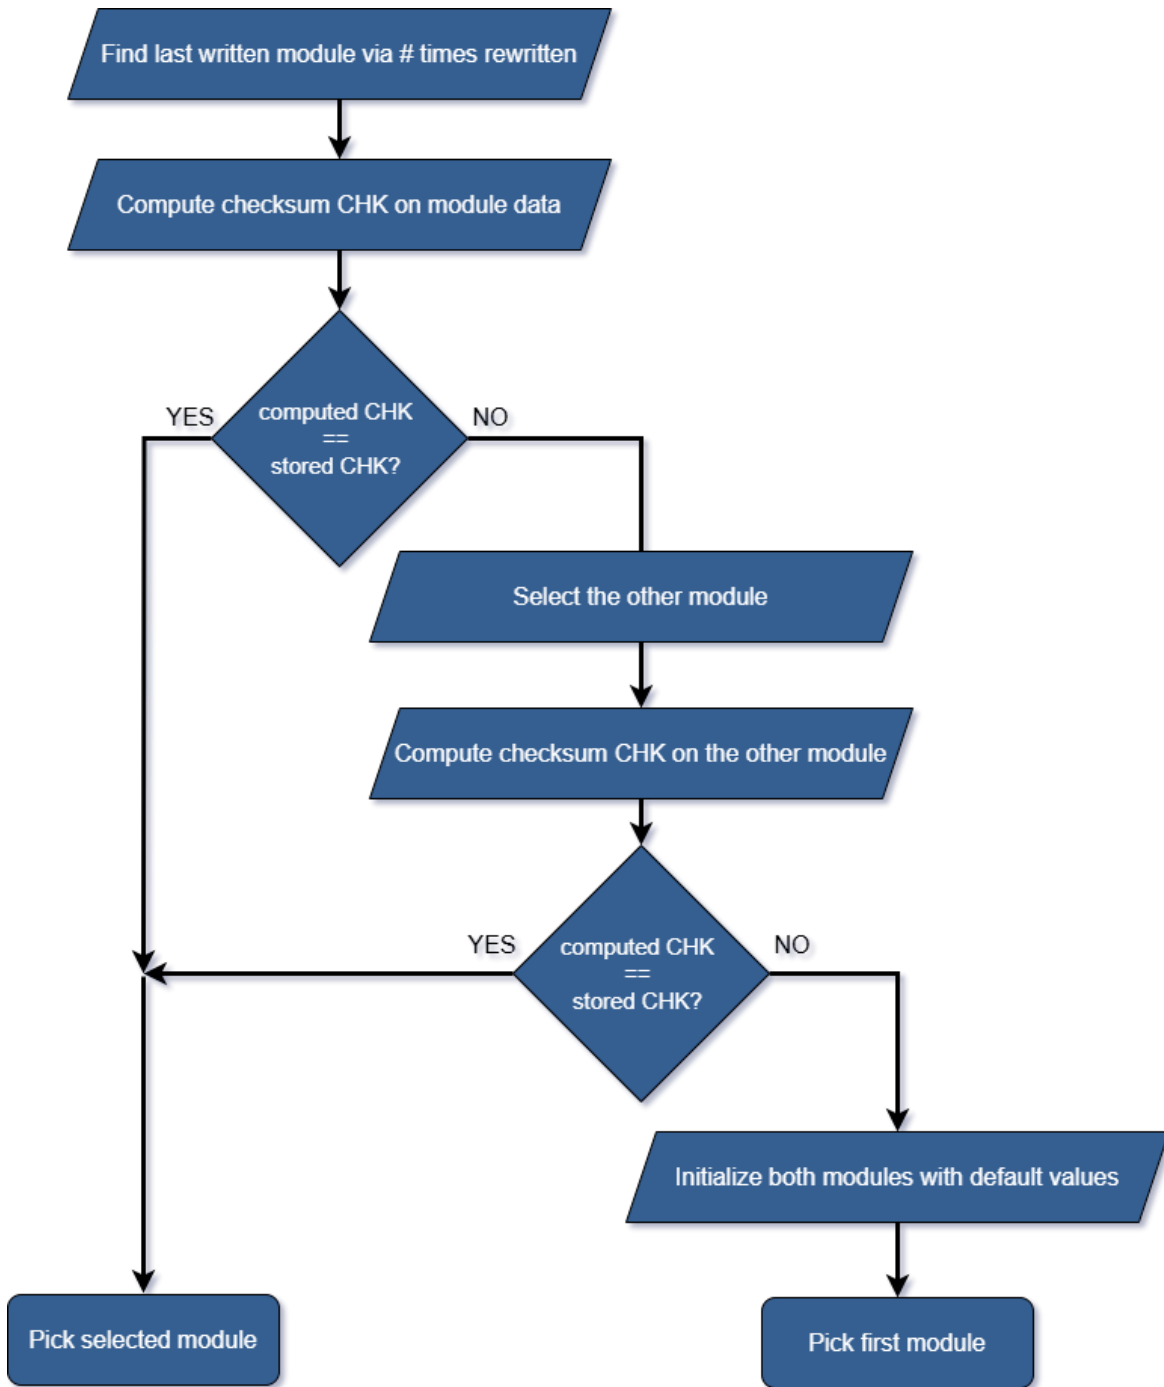 Find last written module via # times rewritten
Compute checksum CHK on module data
YES
computed CHK
==
stored CHK?
NO
Select the other module
Compute checksum CHK on the other module
YES
computed CHK
==
stored CHK?
NO
Initialize both modules with default values
Pick selected module
Pick first module